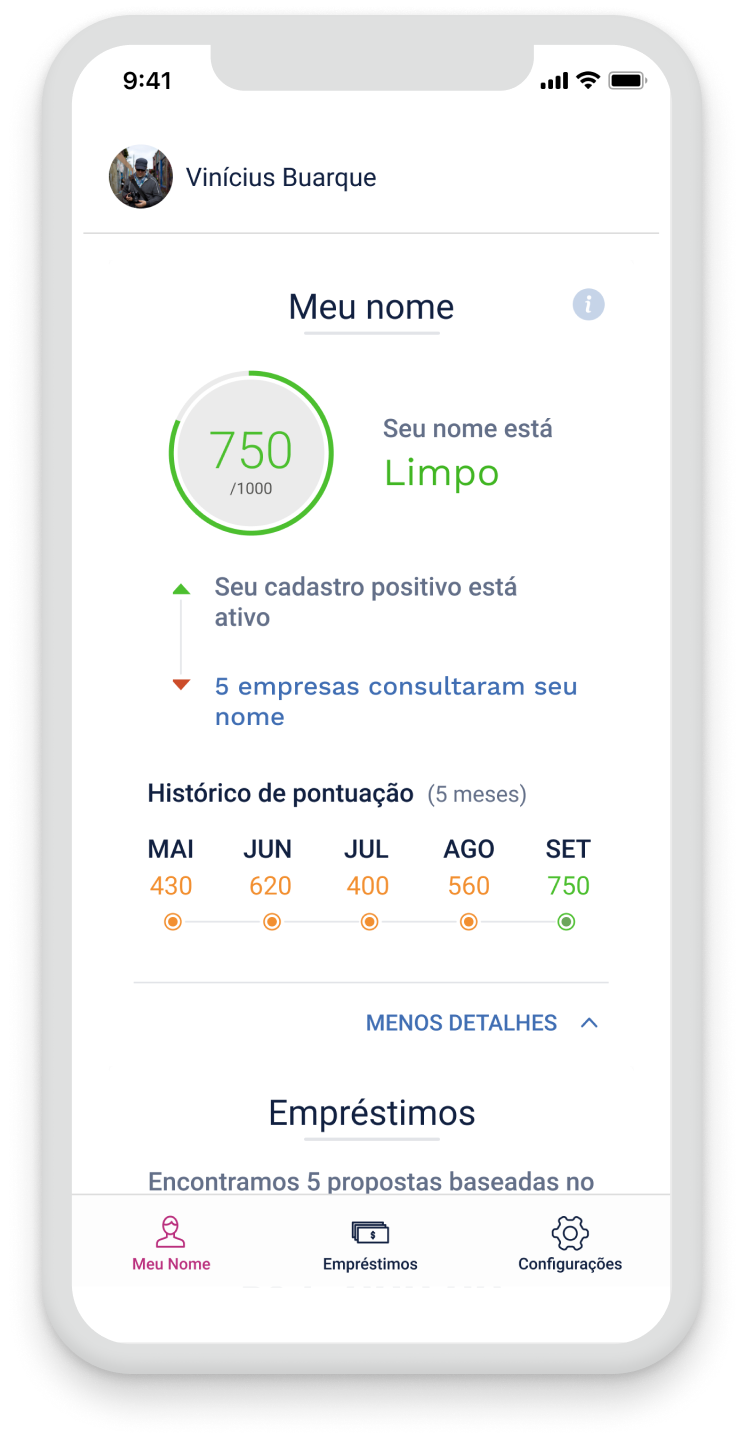 9:41
Vinícius Buarque
Meu nome
i
750
/1000
Seu nome está
Limpo
Seu cadastro positivo está
ativo
5 empresas consultaram seu
nome
Histórico de pontuação (5 meses)
MAI JUN JUL AGO SET
430 620 400 560 750
MENOS DETALHES
Empréstimos
Encontramos 5 propostas baseadas no
$
Meu Nome Empréstimos Configurações